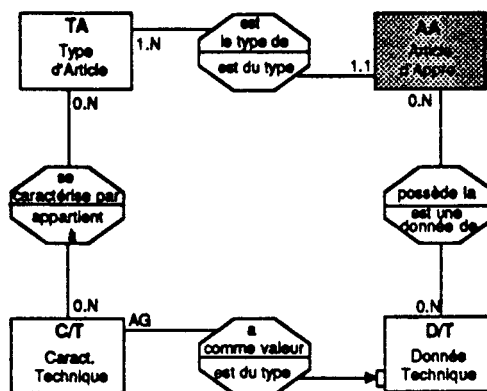 TA
Type
d'Article
1.N
est
le type de
est du type
1.1
AA
Article
d'Appro.
0.N
0.N
se
caractérise par
appartient
à
possède la
est une
donnée de
0.N
0.N
C/T
Caract.
Technique
AG
a
comme valeur
est du type
D/T
Donnée
Technique